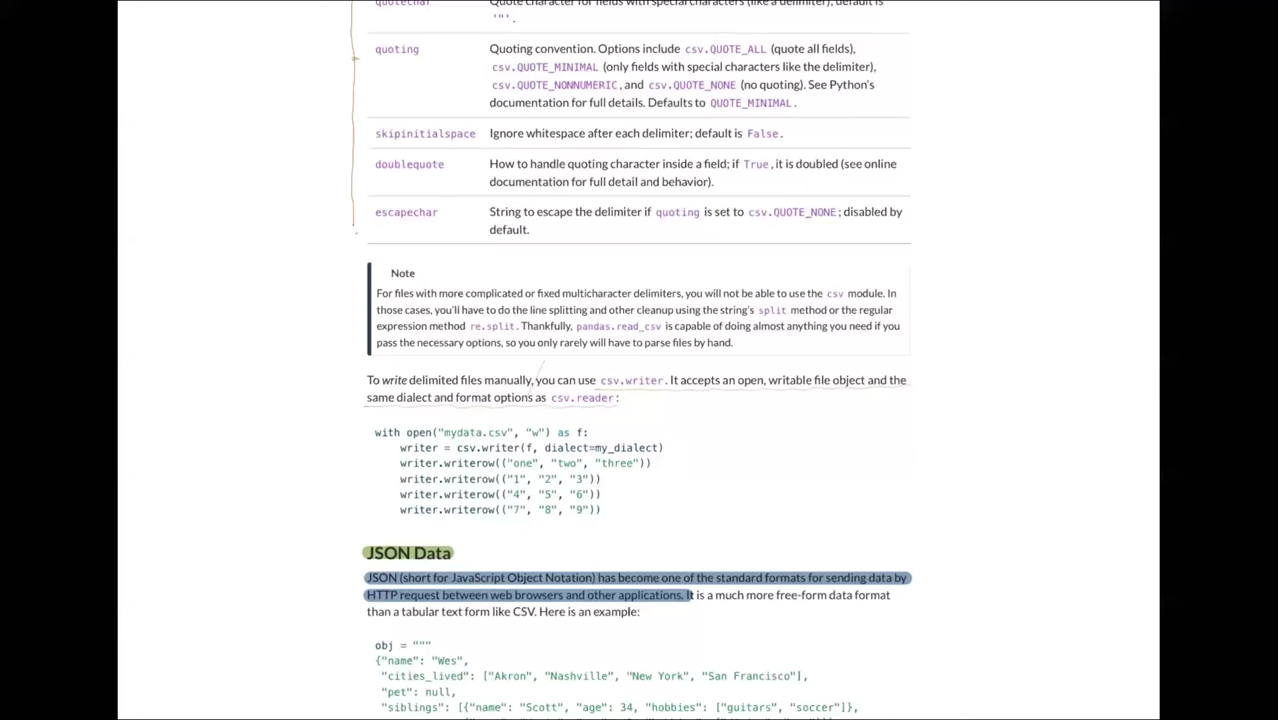 quotechar Quote character for fields with special characters (like a delimiter); default is
'"'.
quoting Quoting convention. Options include csv.QUOTE_ALL (quote all fields),
csv.QUOTE_MINIMAL (only fields with special characters like the delimiter),
csv.QUOTE_NONNUMERIC, and csv.QUOTE_NONE (no quoting). See Python's
documentation for full details. Defaults to QUOTE_MINIMAL.
skipinitialspace Ignore whitespace after each delimiter; default is False.
doublequote How to handle quoting character inside a field; if True, it is doubled (see online
documentation for full detail and behavior).
escapechar String to escape the delimiter if quoting is set to csv.QUOTE_NONE; disabled by
default.
Note
For files with more complicated or fixed multicharacter delimiters, you will not be able to use the csv module. In
those cases, you'll have to do the line splitting and other cleanup using the string's split method or the regular
expression method re.split. Thankfully, pandas.read_csv is capable of doing almost anything you need if you
pass the necessary options, so you only rarely will have to parse files by hand.
To write delimited files manually, you can use csv.writer. It accepts an open, writable file object and the
same dialect and format options as csv.reader:
with open("mydata.csv", "w") as f:
    writer = csv.writer(f, dialect=my_dialect)
    writer.writerow(("one", "two", "three"))
    writer.writerow(("1", "2", "3"))
    writer.writerow(("4", "5", "6"))
    writer.writerow(("7", "8", "9"))
JSON Data
JSON (short for JavaScript Object Notation) has become one of the standard formats for sending data by
HTTP request between web browsers and other applications. It is a much more free-form data format
than a tabular text form like CSV. Here is an example:
obj = """
{"name": "Wes",
 "cities_lived": ["Akron", "Nashville", "New York", "San Francisco"],
 "pet": null,
 "siblings": [{"name": "Scott", "age": 34, "hobbies": ["guitars", "soccer"]},